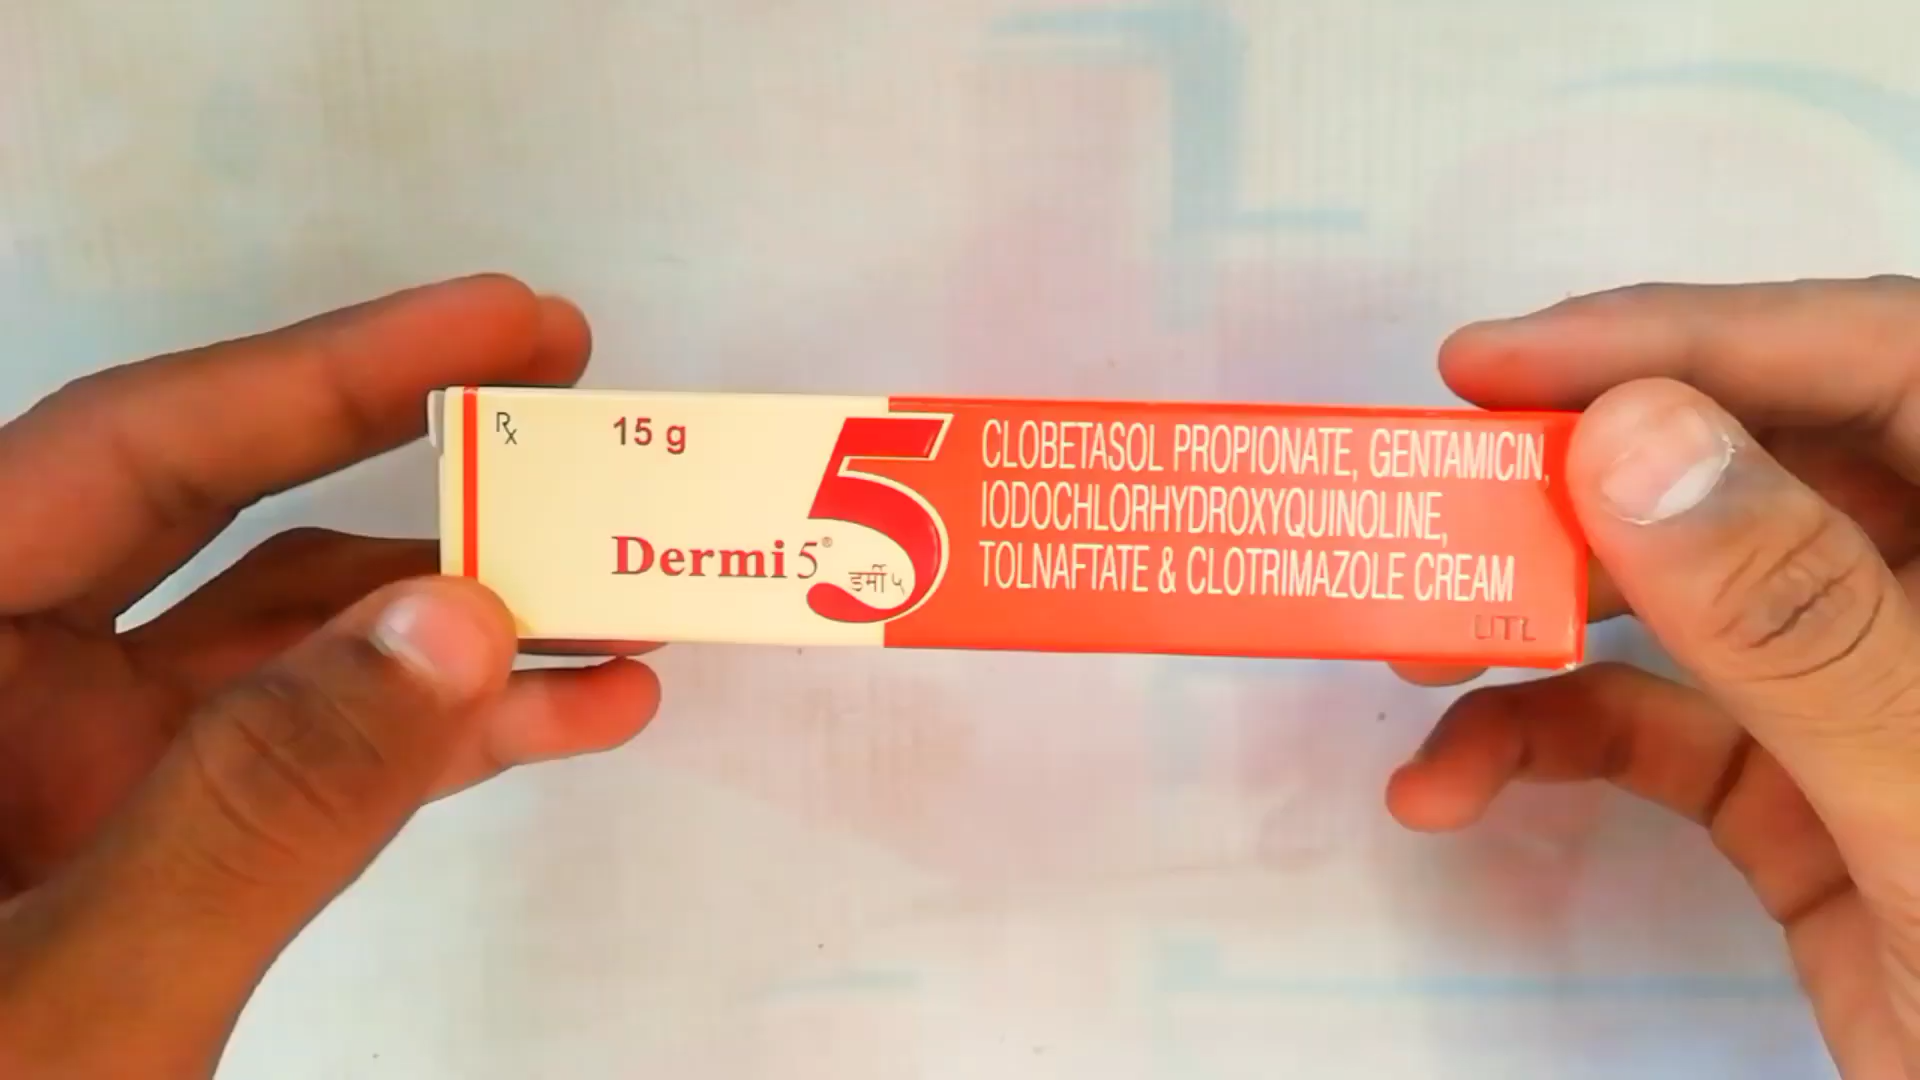 Rx
15 g
Dermi 5®
डर्मी ५
5
CLOBETASOL PROPIONATE, GENTAMICIN,
IODOCHLORHYDROXYQUINOLINE,
TOLNAFTATE & CLOTRIMAZOLE CREAM
UTL